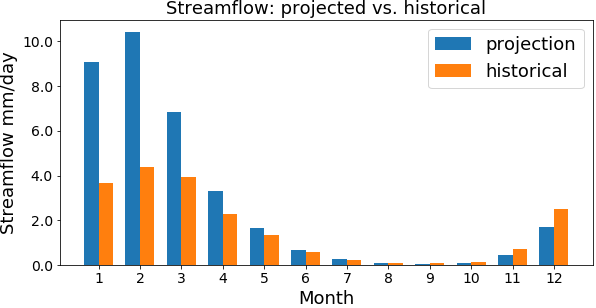 Streamflow: projected vs. historical
projection
historical
Streamflow mm/day
10.0
8.0
6.0
4.0
2.0
0.0
1 2 3 4 5 6 7 8 9 10 11 12
Month